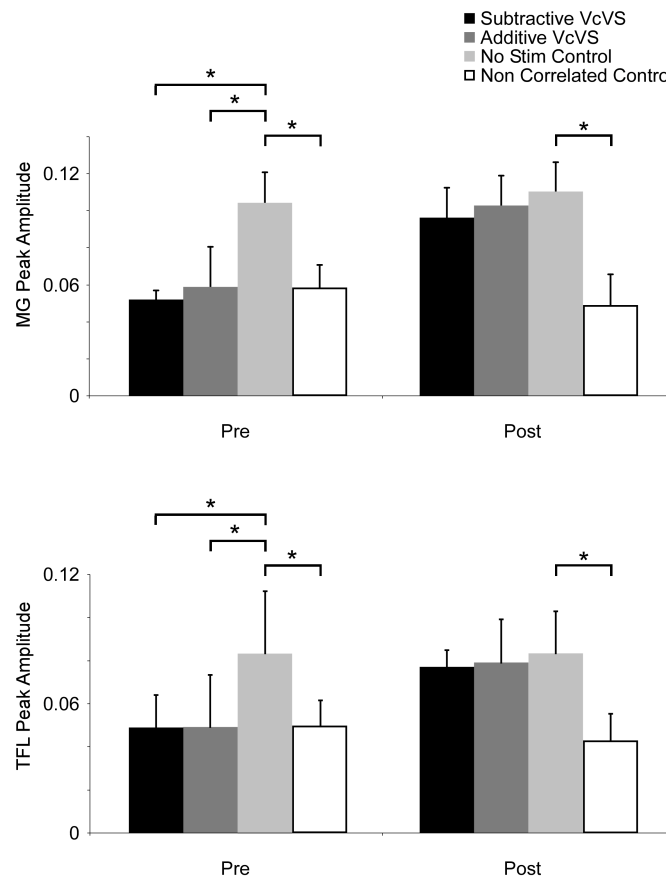 Subtractive VcVS
Additive VcVS
No Stim Control
Non Correlated Contro
*
*
*
*
MG Peak Amplitude
0.12
0.06
0
Pre
Post
*
*
*
*
TFL Peak Amplitude
0.12
0.06
0
Pre
Post